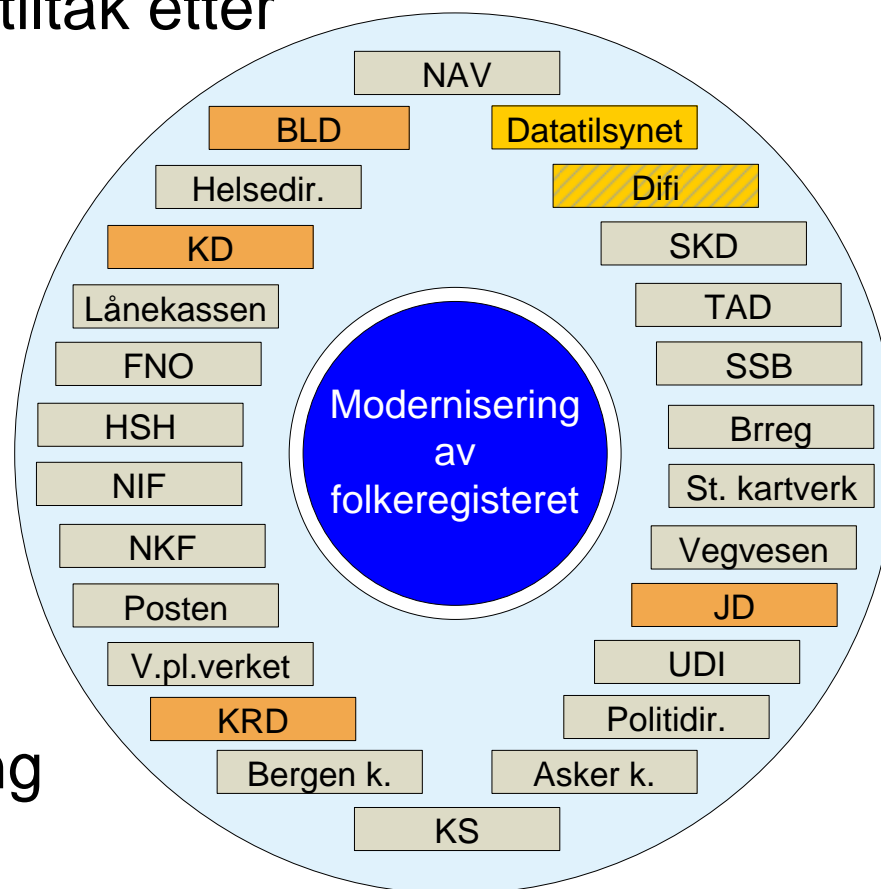 tiltak etter
NAV
BLD
Datatilsynet
Helsedir.
Difi
KD
SKD
Lånekassen
TAD
FNO
SSB
HSH
Brreg
NIF
St. kartverk
NKF
Vegvesen
Posten
JD
V.pl.verket
UDI
KRD
Politidir.
Bergen k.
Asker k.
KS
Modernisering
av
folkeregisteret
ng